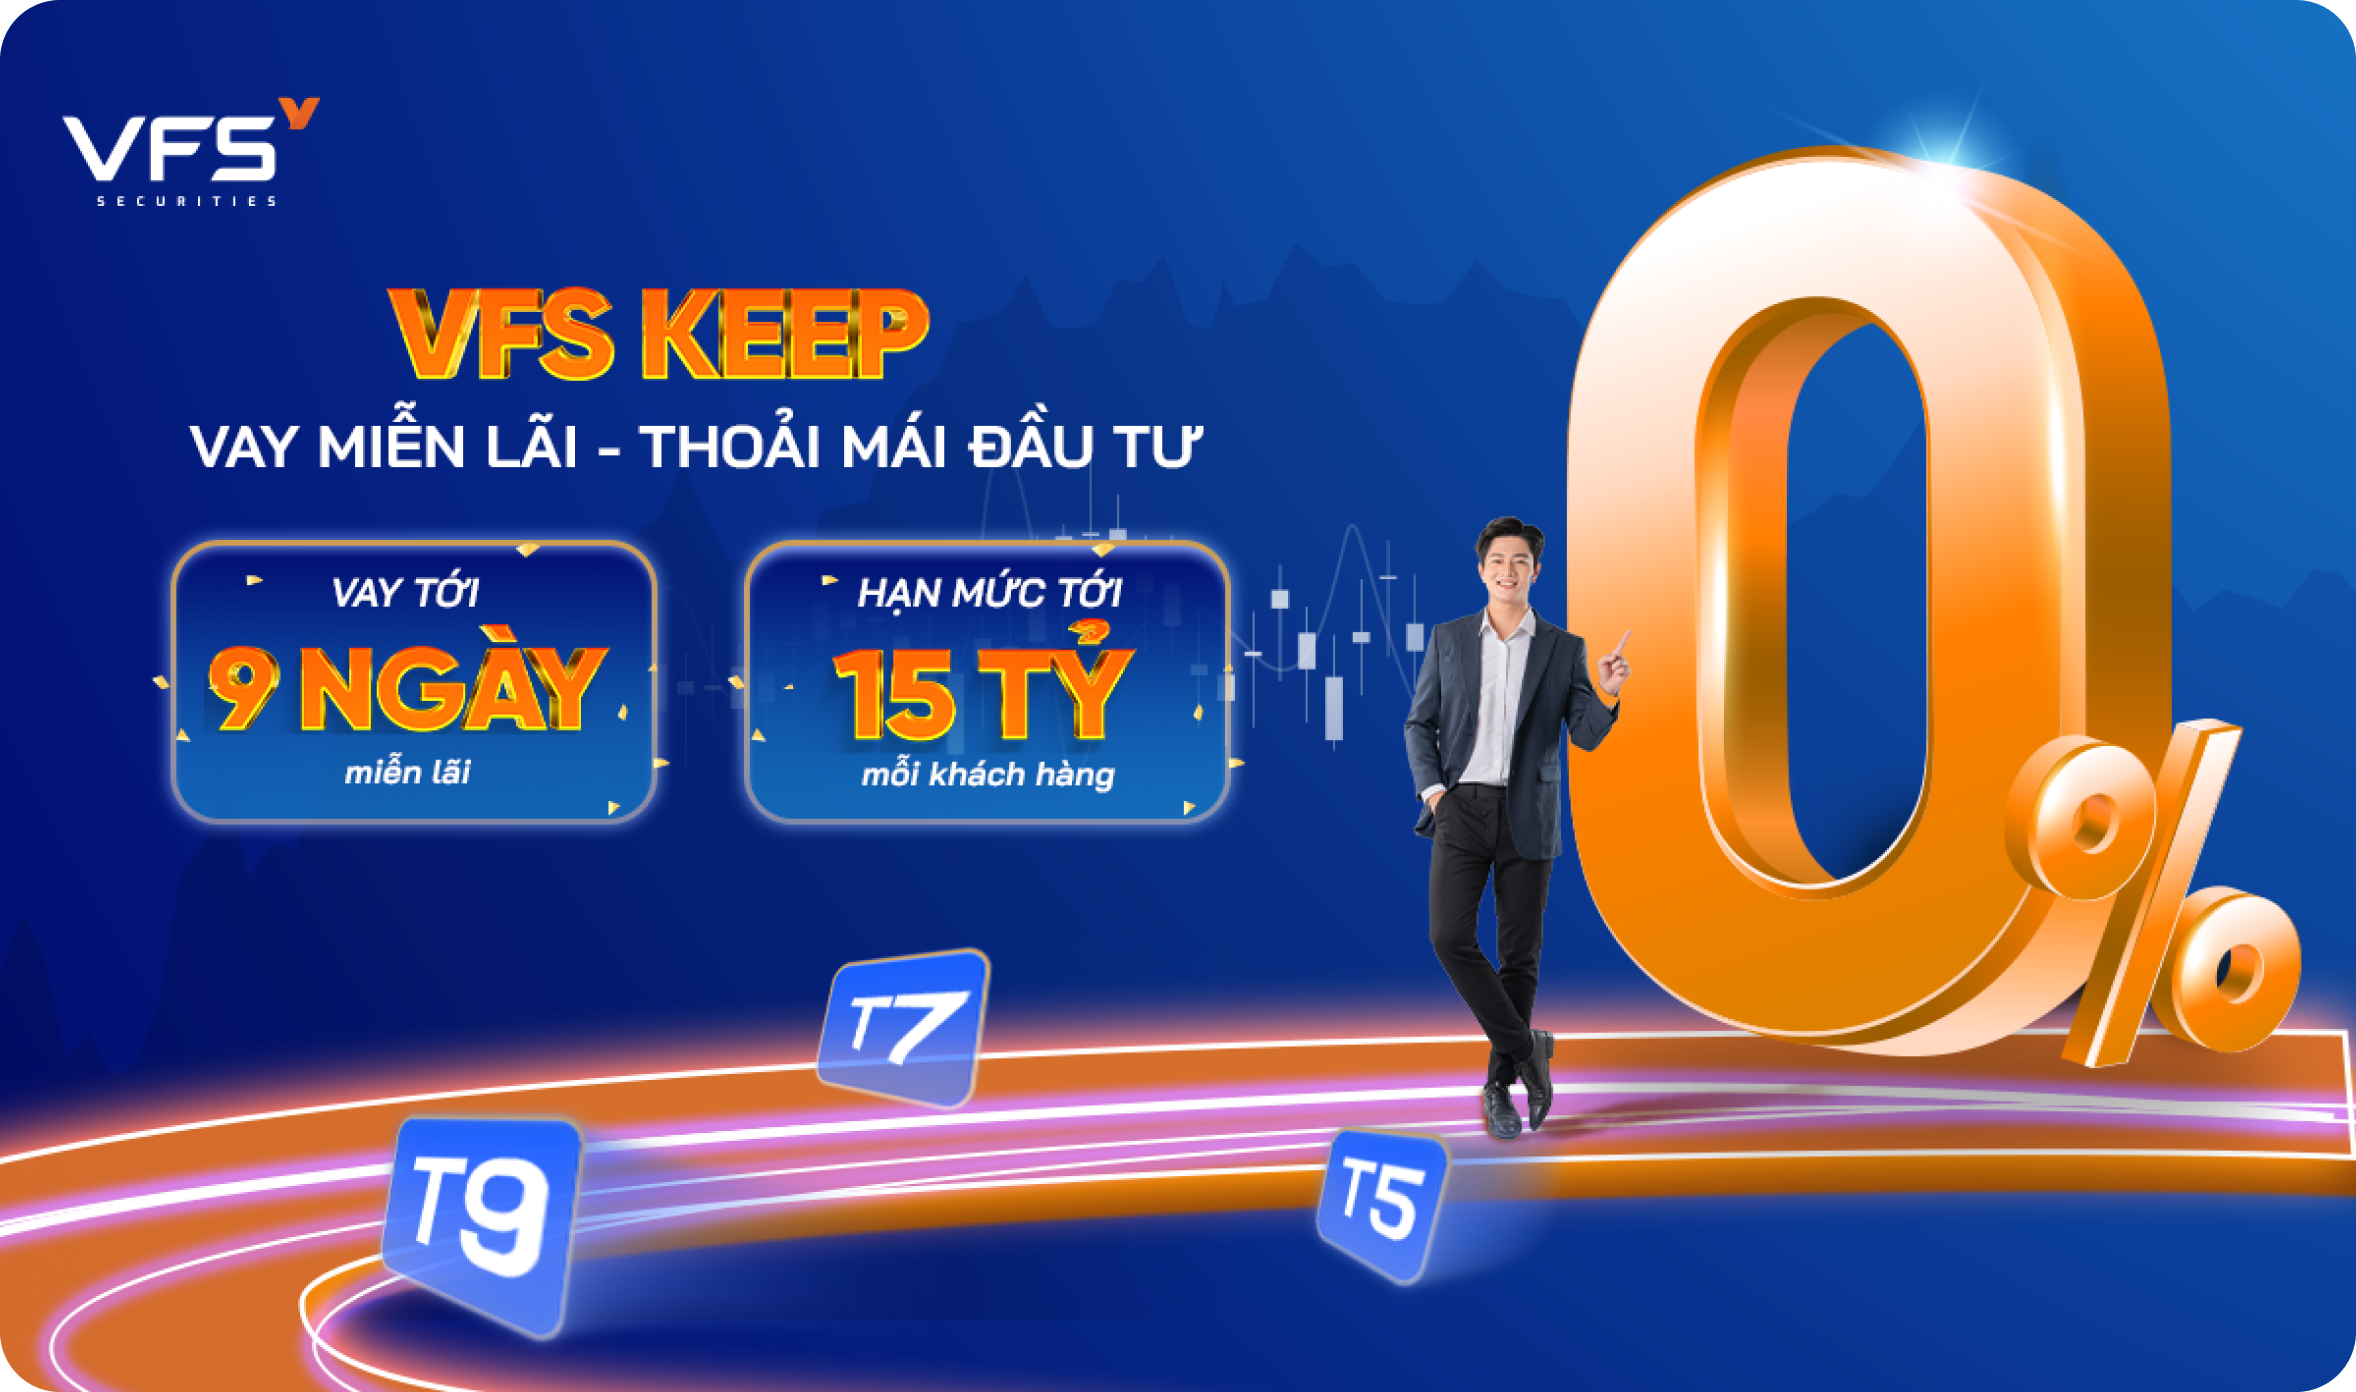 VFS
SECURITIES
VFS KEEP
VAY MIỄN LÃI - THOẢI MÁI ĐẦU TƯ
VAY TỚI
9 NGÀY
miễn lãi
HẠN MỨC TỚI
15 TỶ
mỗi khách hàng
0%
T7
T9
T5